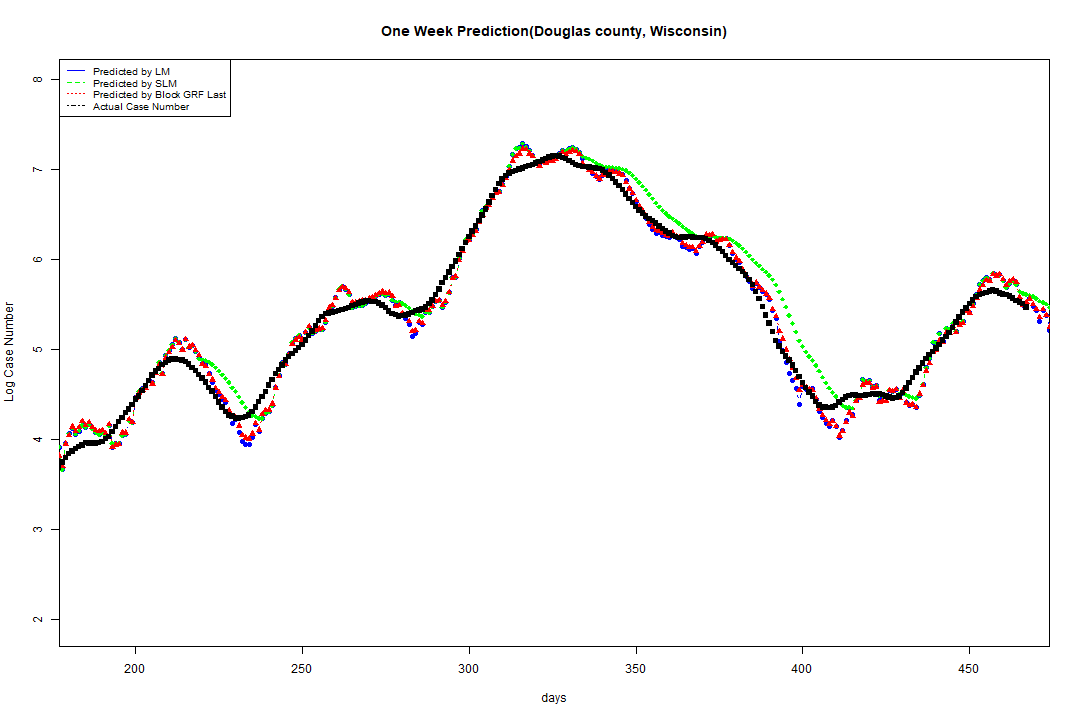 One Week Prediction(Douglas county, Wisconsin)
Predicted by LM
Predicted by SLM
Predicted by Block GRF Last
Actual Case Number
8
7
6
5
4
3
2
Log Case Number
200 250 300 350 400 450
days